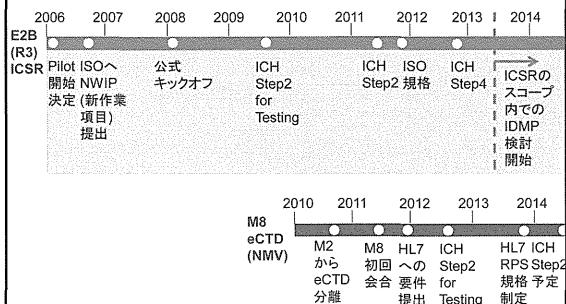 2006 2007 2008 2009 2010 2011 2012 2013 2014
E2B
(R3)
ICSR
Pilot
開始
決定
ISOへ
NWIP
(新作業
項目)
提出
公式
キックオフ
ICH
Step2
for
Testing
ICH
Step2
ISO
規格
ICH
Step4
ICSRの
スコープ
内での
IDMP
検討
開始
2010 2011 2012 2013 2014
M8
eCTD
(NMV)
M2
から
eCTD
分離
M8
初回
会合
HL7
への
要件
提出
ICH
Step2
for
Testing
HL7
RPS
規格
制定
ICH
Step2
予定